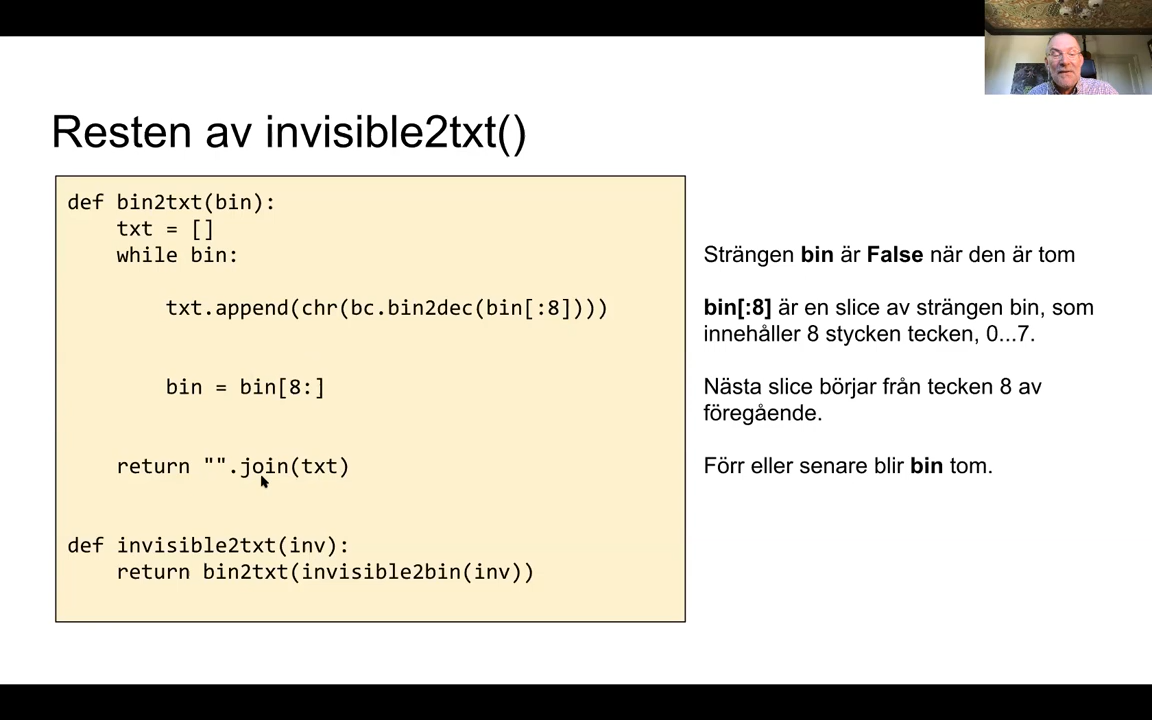 Resten av invisible2txt()
def bin2txt(bin):
    txt = []
    while bin:
        txt.append(chr(bc.bin2dec(bin[:8])))
        bin = bin[8:]
    return "".join(txt)
def invisible2txt(inv):
    return bin2txt(invisible2bin(inv))
Strängen bin är False när den är tom
bin[:8] är en slice av strängen bin, som
innehåller 8 stycken tecken, 0...7.
Nästa slice börjar från tecken 8 av
föregående.
Förr eller senare blir bin tom.